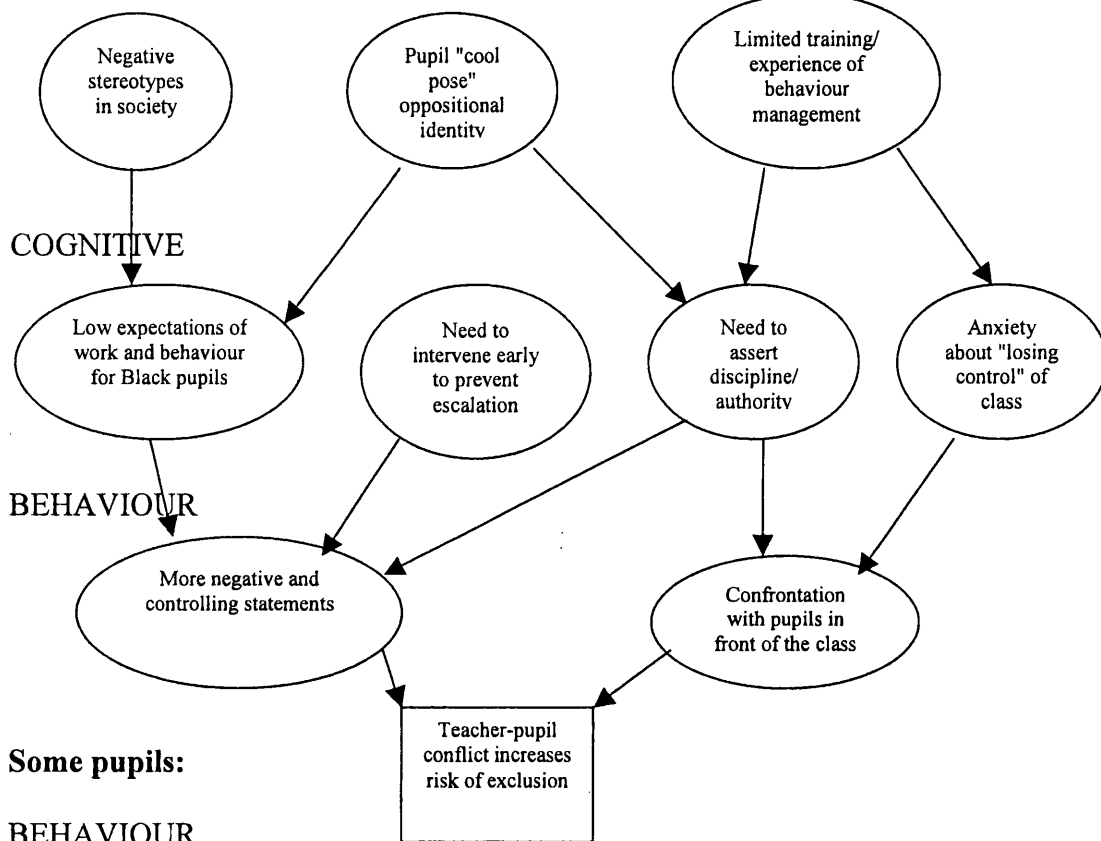 Negative
stereotypes
in society
Pupil "cool
pose"
oppositional
identity
Limited training/
experience of
behaviour
management
COGNITIVE
Low expectations of
work and behaviour
for Black pupils
Need to
intervene early
to prevent
escalation
Need to
assert
discipline/
authority
Anxiety
about "losing
control" of
class
BEHAVIOUR
More negative and
controlling statements
Confrontation
with pupils in
front of the class
Teacher-pupil
conflict increases
risk of exclusion
Some pupils:
BEHAVIOUR